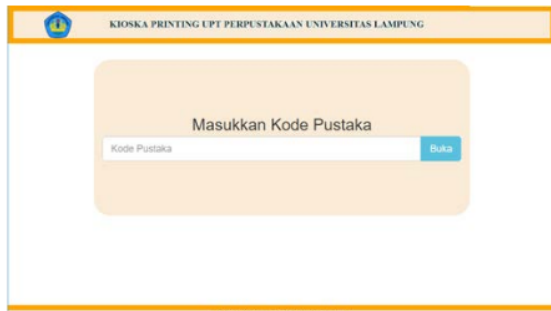 KIOSKA PRINTING UPT PERPUSTAKAAN UNIVERSITAS LAMPUNG
Masukkan Kode Pustaka
Kode Pustaka
Buka